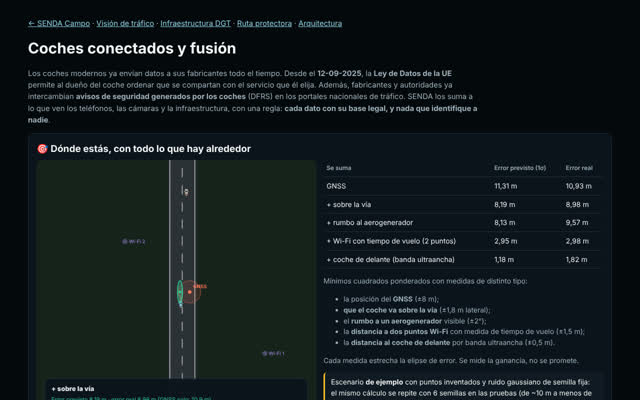 ← SENDA Campo · Visión de tráfico · Infraestructura DGT · Ruta protectora · Arquitectura
Coches conectados y fusión
Los coches modernos ya envían datos a sus fabricantes todo el tiempo. Desde el 12-09-2025, la Ley de Datos de la UE
permite al dueño del coche ordenar que se compartan con el servicio que él elija. Además, fabricantes y autoridades ya
intercambian avisos de seguridad generados por los coches (DFRS) en los portales nacionales de tráfico. SENDA los suma a
lo que ven los teléfonos, las cámaras y la infraestructura, con una regla: cada dato con su base legal, y nada que identifique a
nadie.
🎯 Dónde estás, con todo lo que hay alrededor
Se suma Error previsto (1σ) Error real
GNSS 11,31 m 10,93 m
+ sobre la vía 8,19 m 8,98 m
+ rumbo al aerogenerador 8,13 m 9,57 m
+ Wi-Fi con tiempo de vuelo (2 puntos) 2,95 m 2,98 m
+ coche de delante (banda ultraancha) 1,18 m 1,82 m
Wi-Fi 2
GNSS
Wi-Fi 1
Mínimos cuadrados ponderados con medidas de distinto tipo:
• la posición del GNSS (±8 m);
• que el coche va sobre la vía (±1,8 m lateral);
• el rumbo a un aerogenerador visible (±2°);
• la distancia a dos puntos Wi-Fi con medida de tiempo de vuelo (±1,5 m);
• la distancia al coche de delante por banda ultraancha (±0,5 m).
Cada medida estrecha la elipse de error. Se mide la ganancia, no se promete.
+ sobre la vía
Escenario de ejemplo con puntos inventados y ruido gaussiano de semilla fija:
el mismo cálculo se repite con 6 semillas en las pruebas (de ~10 m a menos de